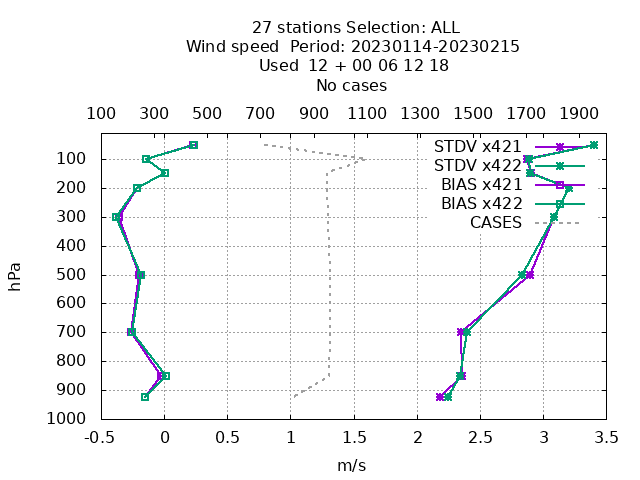 27 stations Selection: ALL
Wind speed  Period: 20230114-20230215
Used  12 + 00 06 12 18
No cases
100 300 500 700 900 1100 1300 1500 1700 1900
STDV x421
STDV x422
BIAS x421
BIAS x422
CASES
100
200
300
400
500
600
700
800
900
1000
hPa
-0.5 0 0.5 1 1.5 2 2.5 3 3.5
m/s